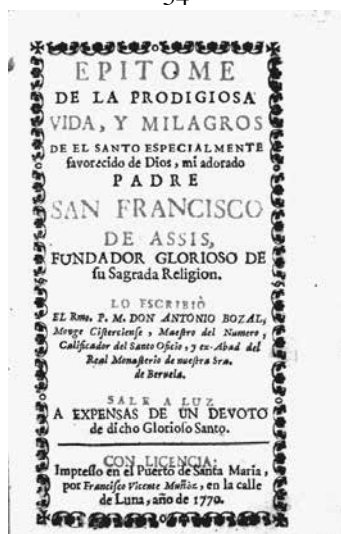 34
EPITOME
DE LA PRODIGIOSA
VIDA, Y MILAGROS
DE EL SANTO ESPECIALMENTE
favorecido de Dios, mi adorado
PADRE
SAN FRANCISCO
DE ASSIS,
FUNDADOR GLORIOSO DE
ſu Sagrada Religion.
LO ESCRIBIÒ
EL Rmo. P. M. DON ANTONIO BOZAL,
Monge Ciſtercienſe, Maeſtro del Numero,
Calificador del Santo Oficio, y ex-Abad del
Real Monaſterio de nueſtra Sra.
de Beruela.
SALE A LUZ
A EXPENSAS DE UN DEVOTO
de dicho Glorioſo Santo.
CON LICENCIA:
Impreſſo en el Puerto de Santa Maria,
por Franciſco Vicente Muñòz, en la calle
de Luna, año de 1770.